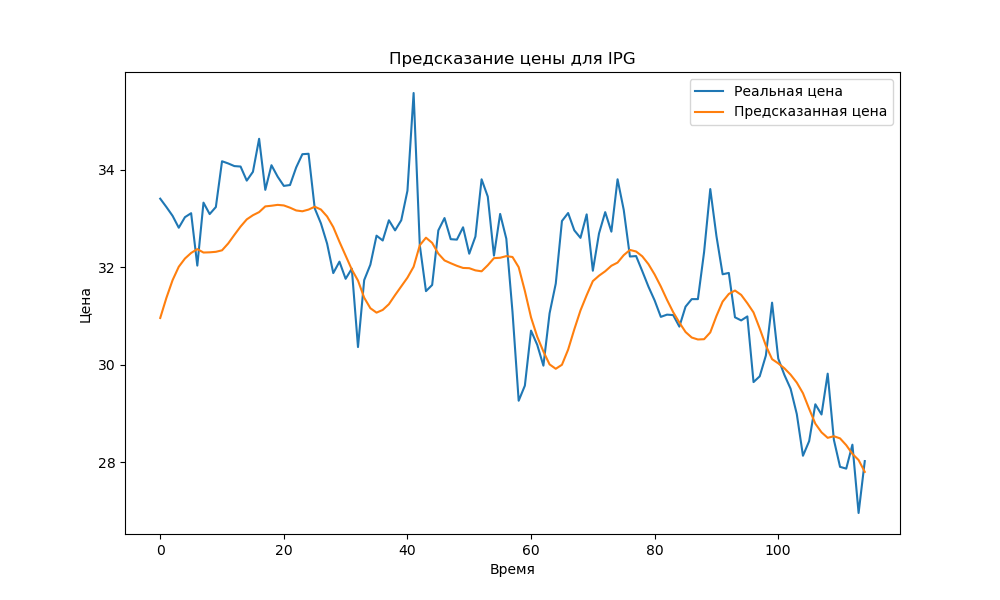 Предсказание цены для IPG
Реальная цена
Предсказанная цена
Цена
34
32
30
28
0 20 40 60 80 100
Время